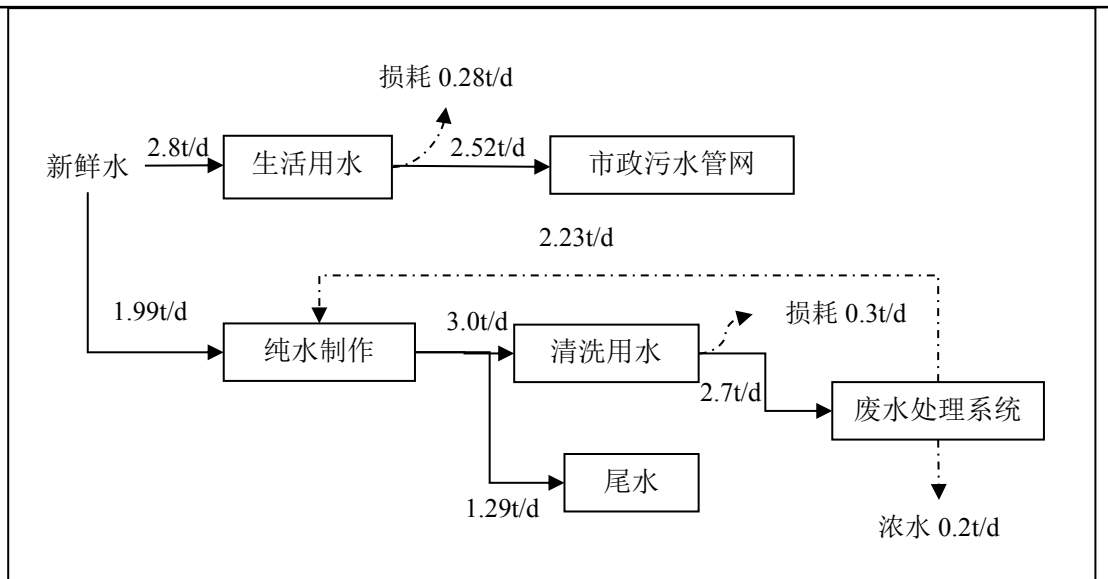 损耗 0.28t/d
新鲜水
2.8t/d
生活用水
2.52t/d
市政污水管网
2.23t/d
1.99t/d
纯水制作
3.0t/d
清洗用水
损耗 0.3t/d
2.7t/d
废水处理系统
尾水
1.29t/d
浓水 0.2t/d